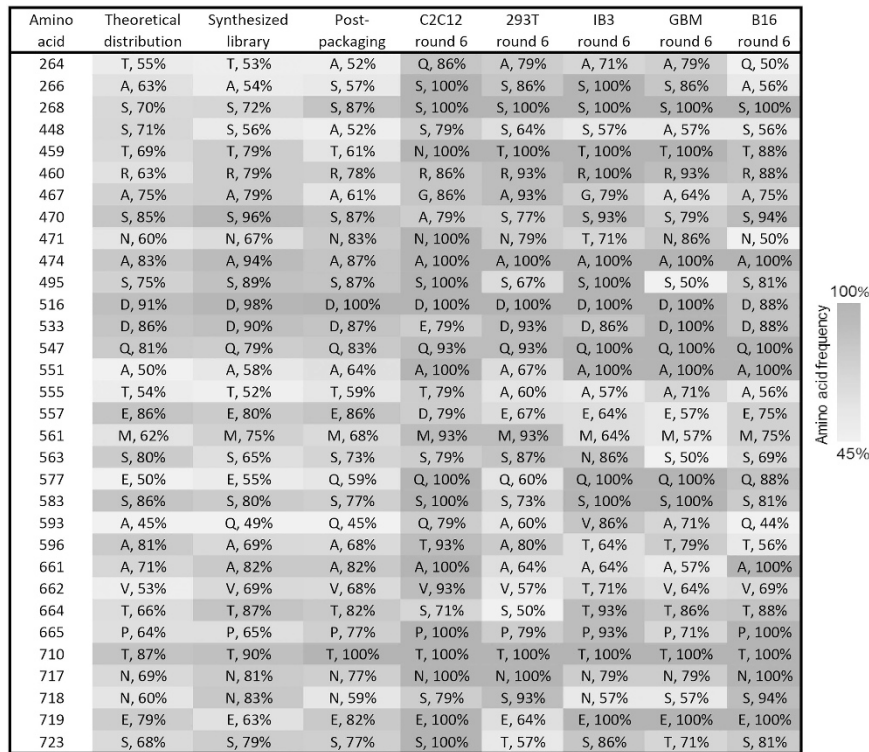 Amino Theoretical Synthesized Post- C2C12 293T IB3 GBM B16
acid distribution library packaging round 6 round 6 round 6 round 6 round 6
264 T, 55% T, 53% A, 52% Q, 86% A, 79% A, 71% A, 79% Q, 50%
266 A, 63% A, 54% S, 57% S, 100% S, 86% S, 100% S, 86% A, 56%
268 S, 70% S, 72% S, 87% S, 100% S, 100% S, 100% S, 100% S, 100%
448 S, 71% S, 56% A, 52% S, 79% S, 64% S, 57% A, 57% S, 56%
459 T, 69% T, 79% T, 61% N, 100% T, 100% T, 100% T, 100% T, 88%
460 R, 63% R, 79% R, 78% R, 86% R, 93% R, 100% R, 93% R, 88%
467 A, 75% A, 79% A, 61% G, 86% A, 93% G, 79% A, 64% A, 75%
470 S, 85% S, 96% S, 87% A, 79% S, 77% S, 93% S, 79% S, 94%
471 N, 60% N, 67% N, 83% N, 100% N, 79% T, 71% N, 86% N, 50%
474 A, 83% A, 94% A, 87% A, 100% A, 100% A, 100% A, 100% A, 100%
495 S, 75% S, 89% S, 87% S, 100% S, 67% S, 100% S, 50% S, 81%
516 D, 91% D, 98% D, 100% D, 100% D, 100% D, 100% D, 100% D, 88%
533 D, 86% D, 90% D, 87% E, 79% D, 93% D, 86% D, 100% D, 88%
547 Q, 81% Q, 79% Q, 83% Q, 93% Q, 93% Q, 100% Q, 100% Q, 100%
551 A, 50% A, 58% A, 64% A, 100% A, 67% A, 100% A, 100% A, 100%
555 T, 54% T, 52% T, 59% T, 79% A, 60% A, 57% A, 71% A, 56%
557 E, 86% E, 80% E, 86% D, 79% E, 67% E, 64% E, 57% E, 75%
561 M, 62% M, 75% M, 68% M, 93% M, 93% M, 64% M, 57% M, 75%
563 S, 80% S, 65% S, 73% S, 79% S, 87% N, 86% S, 50% S, 69%
577 E, 50% E, 55% Q, 59% Q, 100% Q, 60% Q, 100% Q, 100% Q, 88%
583 S, 86% S, 80% S, 77% S, 100% S, 73% S, 100% S, 100% S, 81%
593 A, 45% Q, 49% Q, 45% Q, 79% A, 60% V, 86% A, 71% Q, 44%
596 A, 81% A, 69% A, 68% T, 93% A, 80% T, 64% T, 79% T, 56%
661 A, 71% A, 82% A, 82% A, 100% A, 64% A, 64% A, 57% A, 100%
662 V, 53% V, 69% V, 68% V, 93% V, 57% T, 71% V, 64% V, 69%
664 T, 66% T, 87% T, 82% S, 71% S, 50% T, 93% T, 86% T, 88%
665 P, 64% P, 65% P, 77% P, 100% P, 79% P, 93% P, 71% P, 100%
710 T, 87% T, 90% T, 100% T, 100% T, 100% T, 100% T, 100% T, 100%
717 N, 69% N, 81% N, 77% N, 100% N, 100% N, 79% N, 79% N, 100%
718 N, 60% N, 83% N, 59% S, 79% S, 93% N, 57% S, 57% S, 94%
719 E, 79% E, 63% E, 82% E, 100% E, 64% E, 100% E, 100% E, 100%
723 S, 68% S, 79% S, 77% S, 100% T, 57% S, 86% T, 71% S, 81%
100%
Amino acid frequency
45%